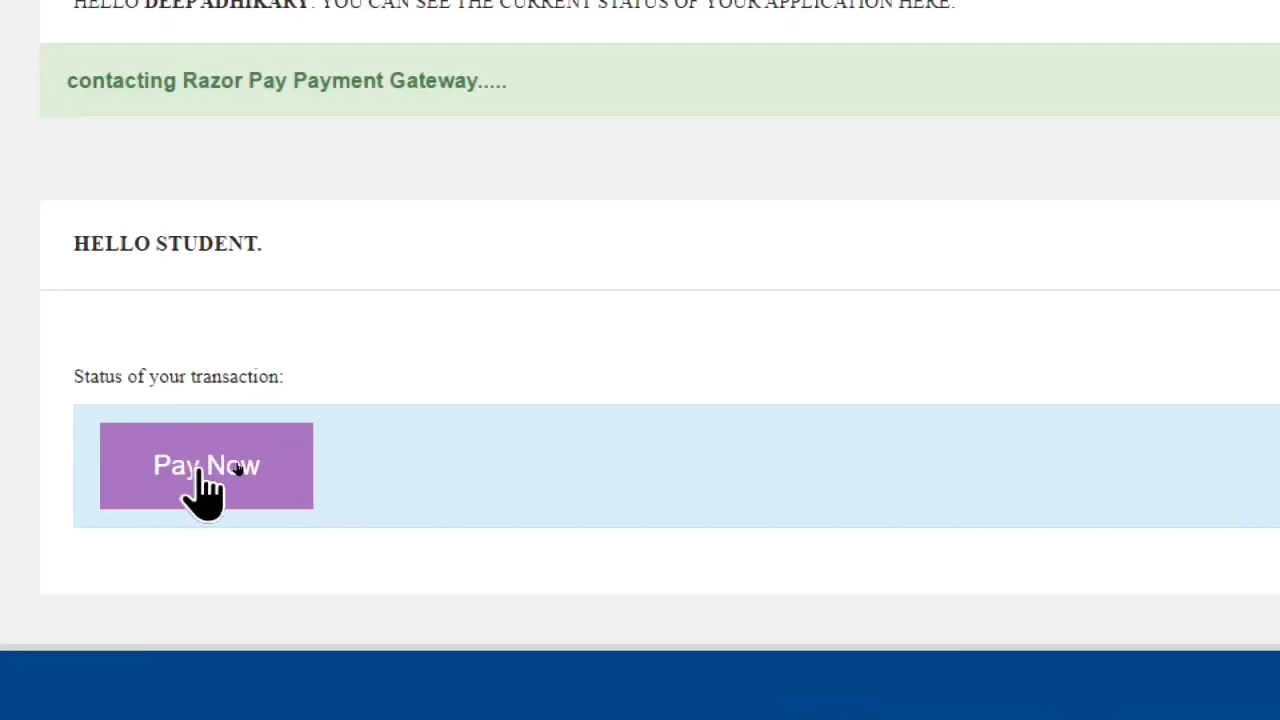 HELLO DEEP ADHIKARY. YOU CAN SEE THE CURRENT STATUS OF YOUR APPLICATION HERE.
contacting Razor Pay Payment Gateway.....
HELLO STUDENT.
Status of your transaction:
Pay Now